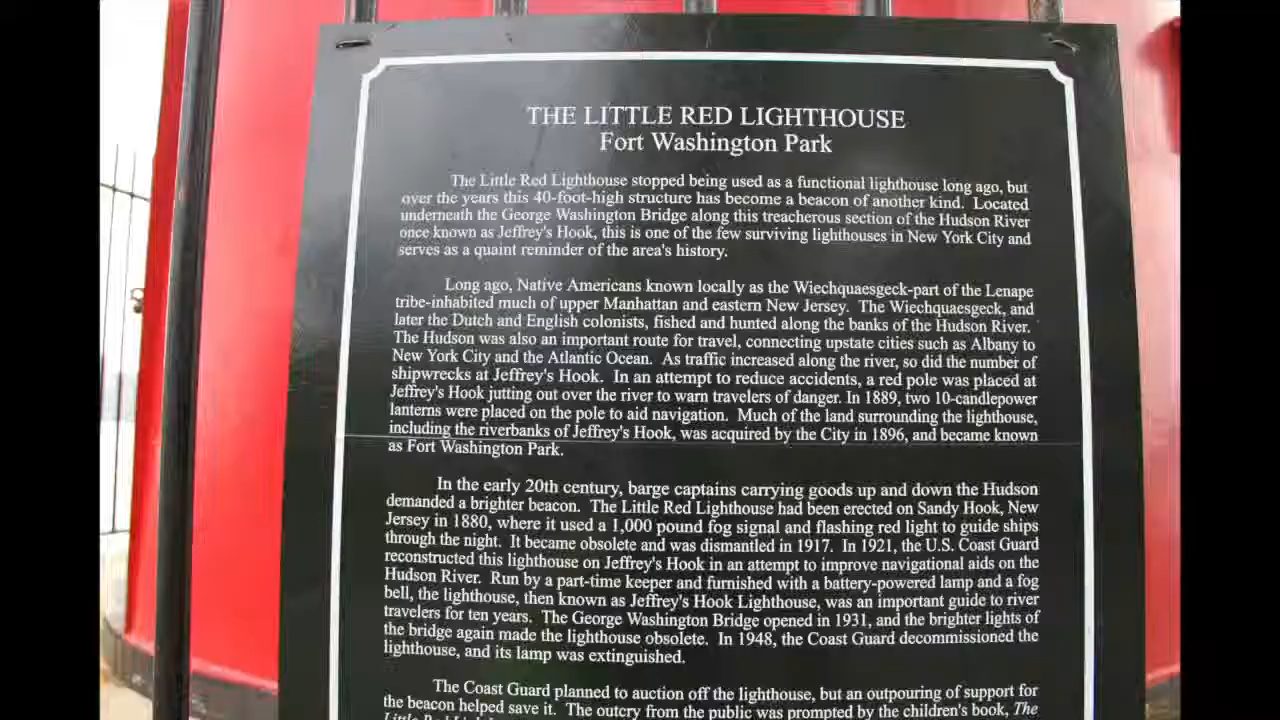 THE LITTLE RED LIGHTHOUSE
Fort Washington Park
The Little Red Lighthouse stopped being used as a functional lighthouse long ago, but
over the years this 40-foot-high structure has become a beacon of another kind. Located
underneath the George Washington Bridge along this treacherous section of the Hudson River
once known as Jeffrey's Hook, this is one of the few surviving lighthouses in New York City and
serves as a quaint reminder of the area's history.
Long ago, Native Americans known locally as the Wiechquaesgeck-part of the Lenape
tribe-inhabited much of upper Manhattan and eastern New Jersey. The Wiechquaesgeck, and
later the Dutch and English colonists, fished and hunted along the banks of the Hudson River.
The Hudson was also an important route for travel, connecting upstate cities such as Albany to
New York City and the Atlantic Ocean. As traffic increased along the river, so did the number of
shipwrecks at Jeffrey's Hook. In an attempt to reduce accidents, a red pole was placed at
Jeffrey's Hook jutting out over the river to warn travelers of danger. In 1889, two 10-candlepower
lanterns were placed on the pole to aid navigation. Much of the land surrounding the lighthouse,
including the riverbanks of Jeffrey's Hook, was acquired by the City in 1896, and became known
as Fort Washington Park.
In the early 20th century, barge captains carrying goods up and down the Hudson
demanded a brighter beacon. The Little Red Lighthouse had been erected on Sandy Hook, New
Jersey in 1880, where it used a 1,000 pound fog signal and flashing red light to guide ships
through the night. It became obsolete and was dismantled in 1917. In 1921, the U.S. Coast Guard
reconstructed this lighthouse on Jeffrey's Hook in an attempt to improve navigational aids on the
Hudson River. Run by a part-time keeper and furnished with a battery-powered lamp and a fog
bell, the lighthouse, then known as Jeffrey's Hook Lighthouse, was an important guide to river
travelers for ten years. The George Washington Bridge opened in 1931, and the brighter lights of
the bridge again made the lighthouse obsolete. In 1948, the Coast Guard decommissioned the
lighthouse, and its lamp was extinguished.
The Coast Guard planned to auction off the lighthouse, but an outpouring of support for
the beacon helped save it. The outcry from the public was prompted by the children's book, The
Little Red